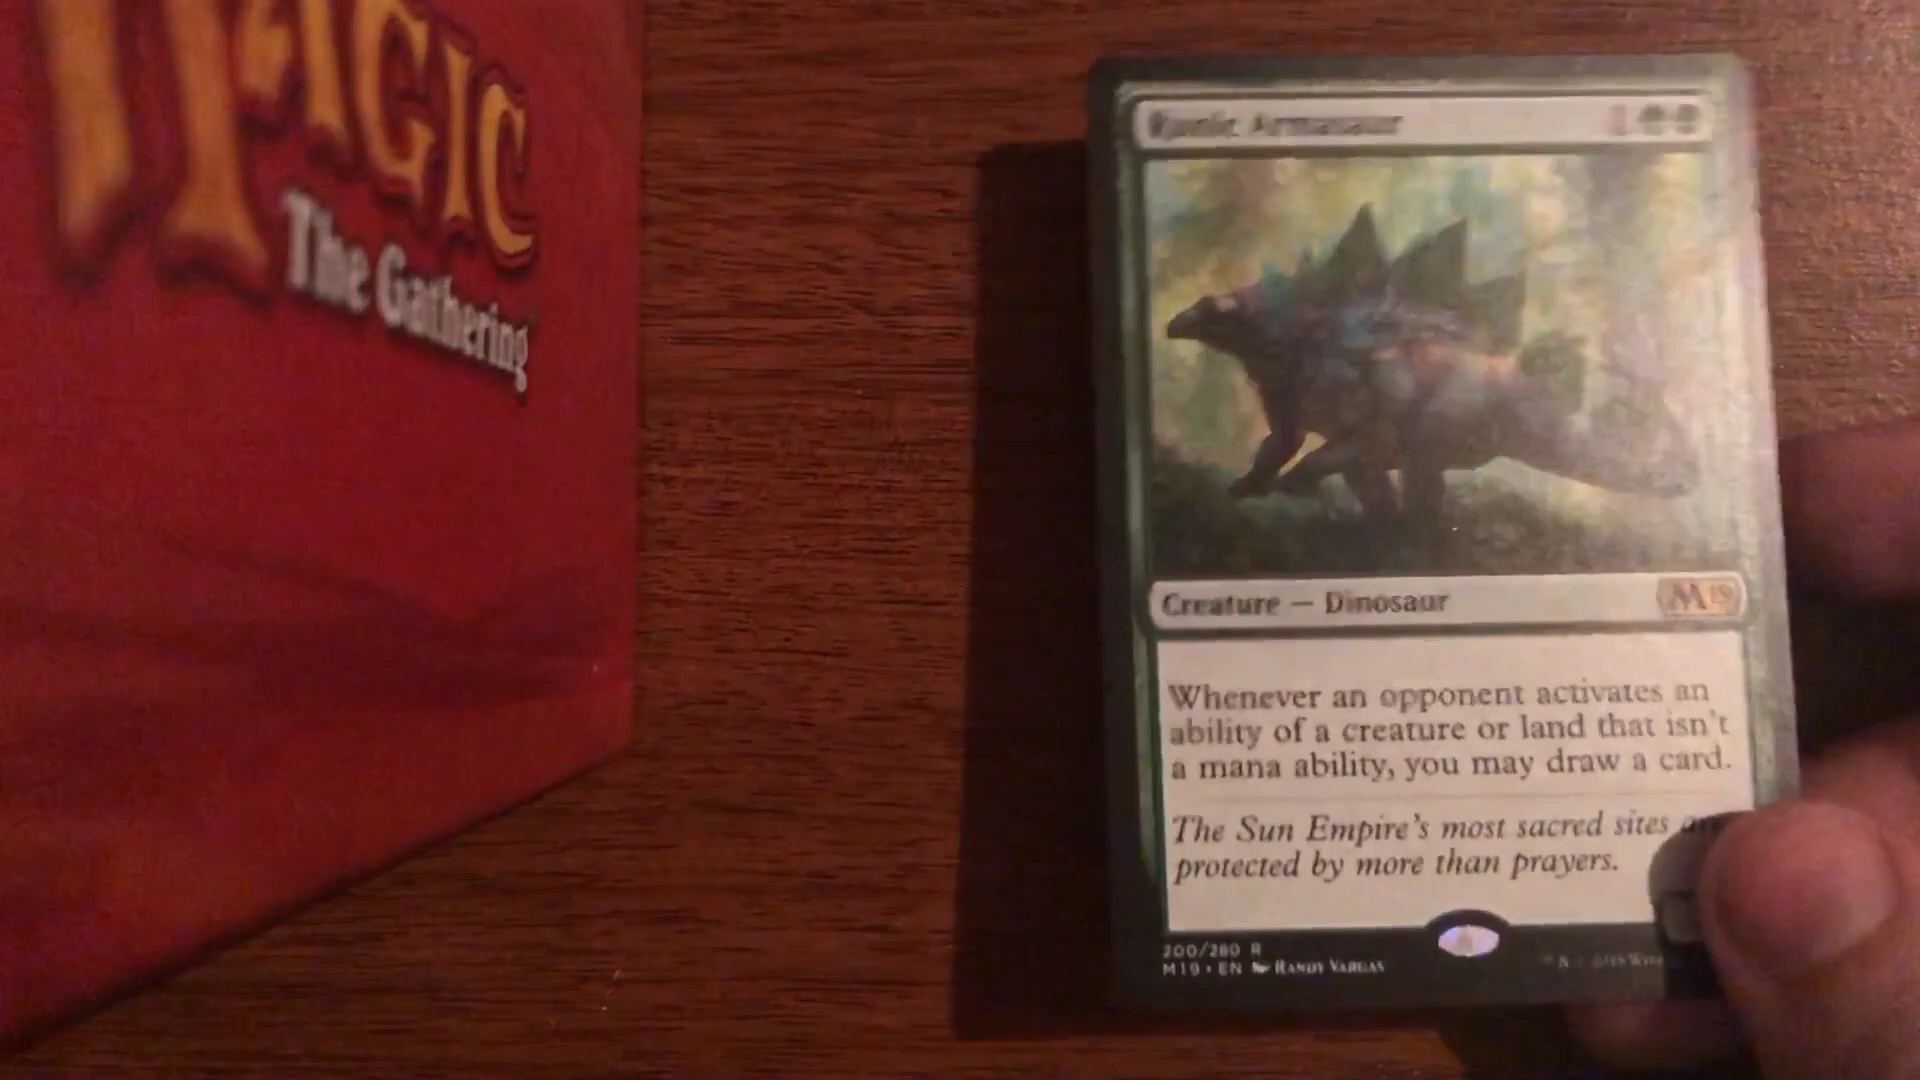 MAGIC
The Gathering
Runic Armasaur 1
Creature — Dinosaur
M19
Whenever an opponent activates an
ability of a creature or land that isn't
a mana ability, you may draw a card.
The Sun Empire's most sacred sites
protected by more than prayers.
200/280 R
M19 • EN Randy Vargas